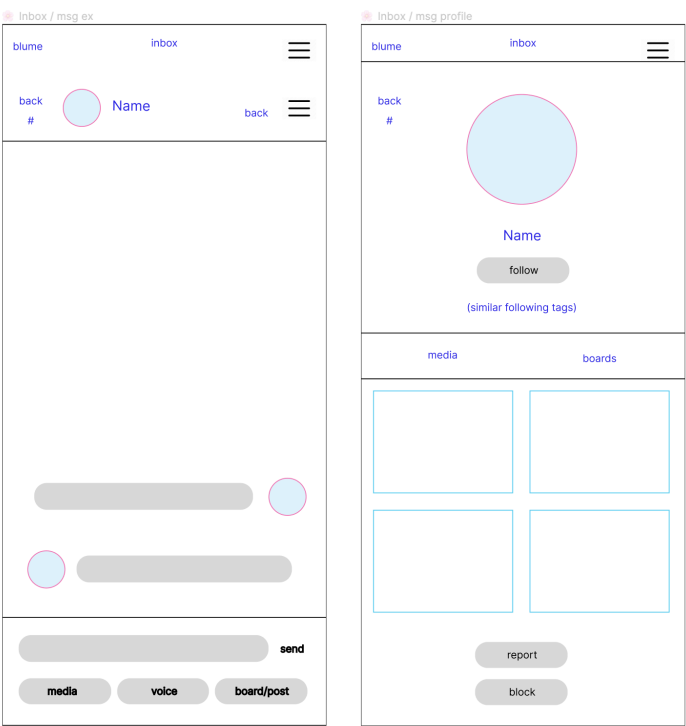 Inbox / msg ex
blume
inbox
back
#
Name
back
send
media
voice
board/post
Inbox / msg profile
blume
inbox
back
#
Name
follow
(similar following tags)
media
boards
report
block